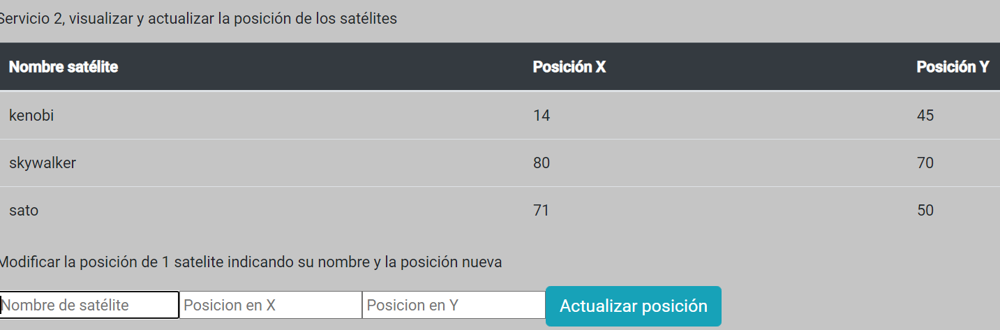 Servicio 2, visualizar y actualizar la posición de los satélites
Nombre satélite Posición X Posición Y
kenobi 14 45
skywalker 80 70
sato 71 50
Modificar la posición de 1 satelite indicando su nombre y la posición nueva
Nombre de satélite Posicion en X Posicion en Y Actualizar posición